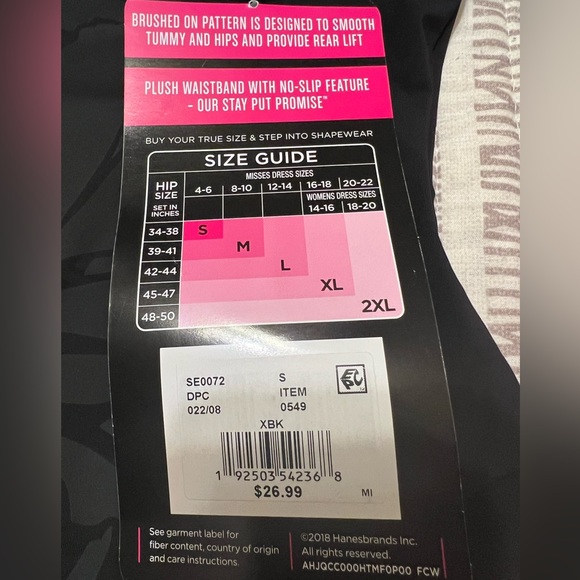 BRUSHED ON PATTERN IS DESIGNED TO SMOOTH
TUMMY AND HIPS AND PROVIDE REAR LIFT
PLUSH WAISTBAND WITH NO-SLIP FEATURE
- OUR STAY PUT PROMISE™
BUY YOUR TRUE SIZE & STEP INTO SHAPEWEAR
SIZE GUIDE
HIP SIZE SET IN INCHES
MISSES DRESS SIZES
4-6 8-10 12-14 16-18 20-22
WOMENS DRESS SIZES
14-16 18-20
34-38 S
39-41 M
42-44 L
45-47 XL
48-50 2XL
SE0072 S
DPC ITEM
022/08 0549
XBK
1 92503 54236 8
$26.99 MI
See garment label for
fiber content, country of origin
and care instructions.
©2018 Hanesbrands Inc.
All rights reserved.
AHJQCC000HTMF0P00 FCW